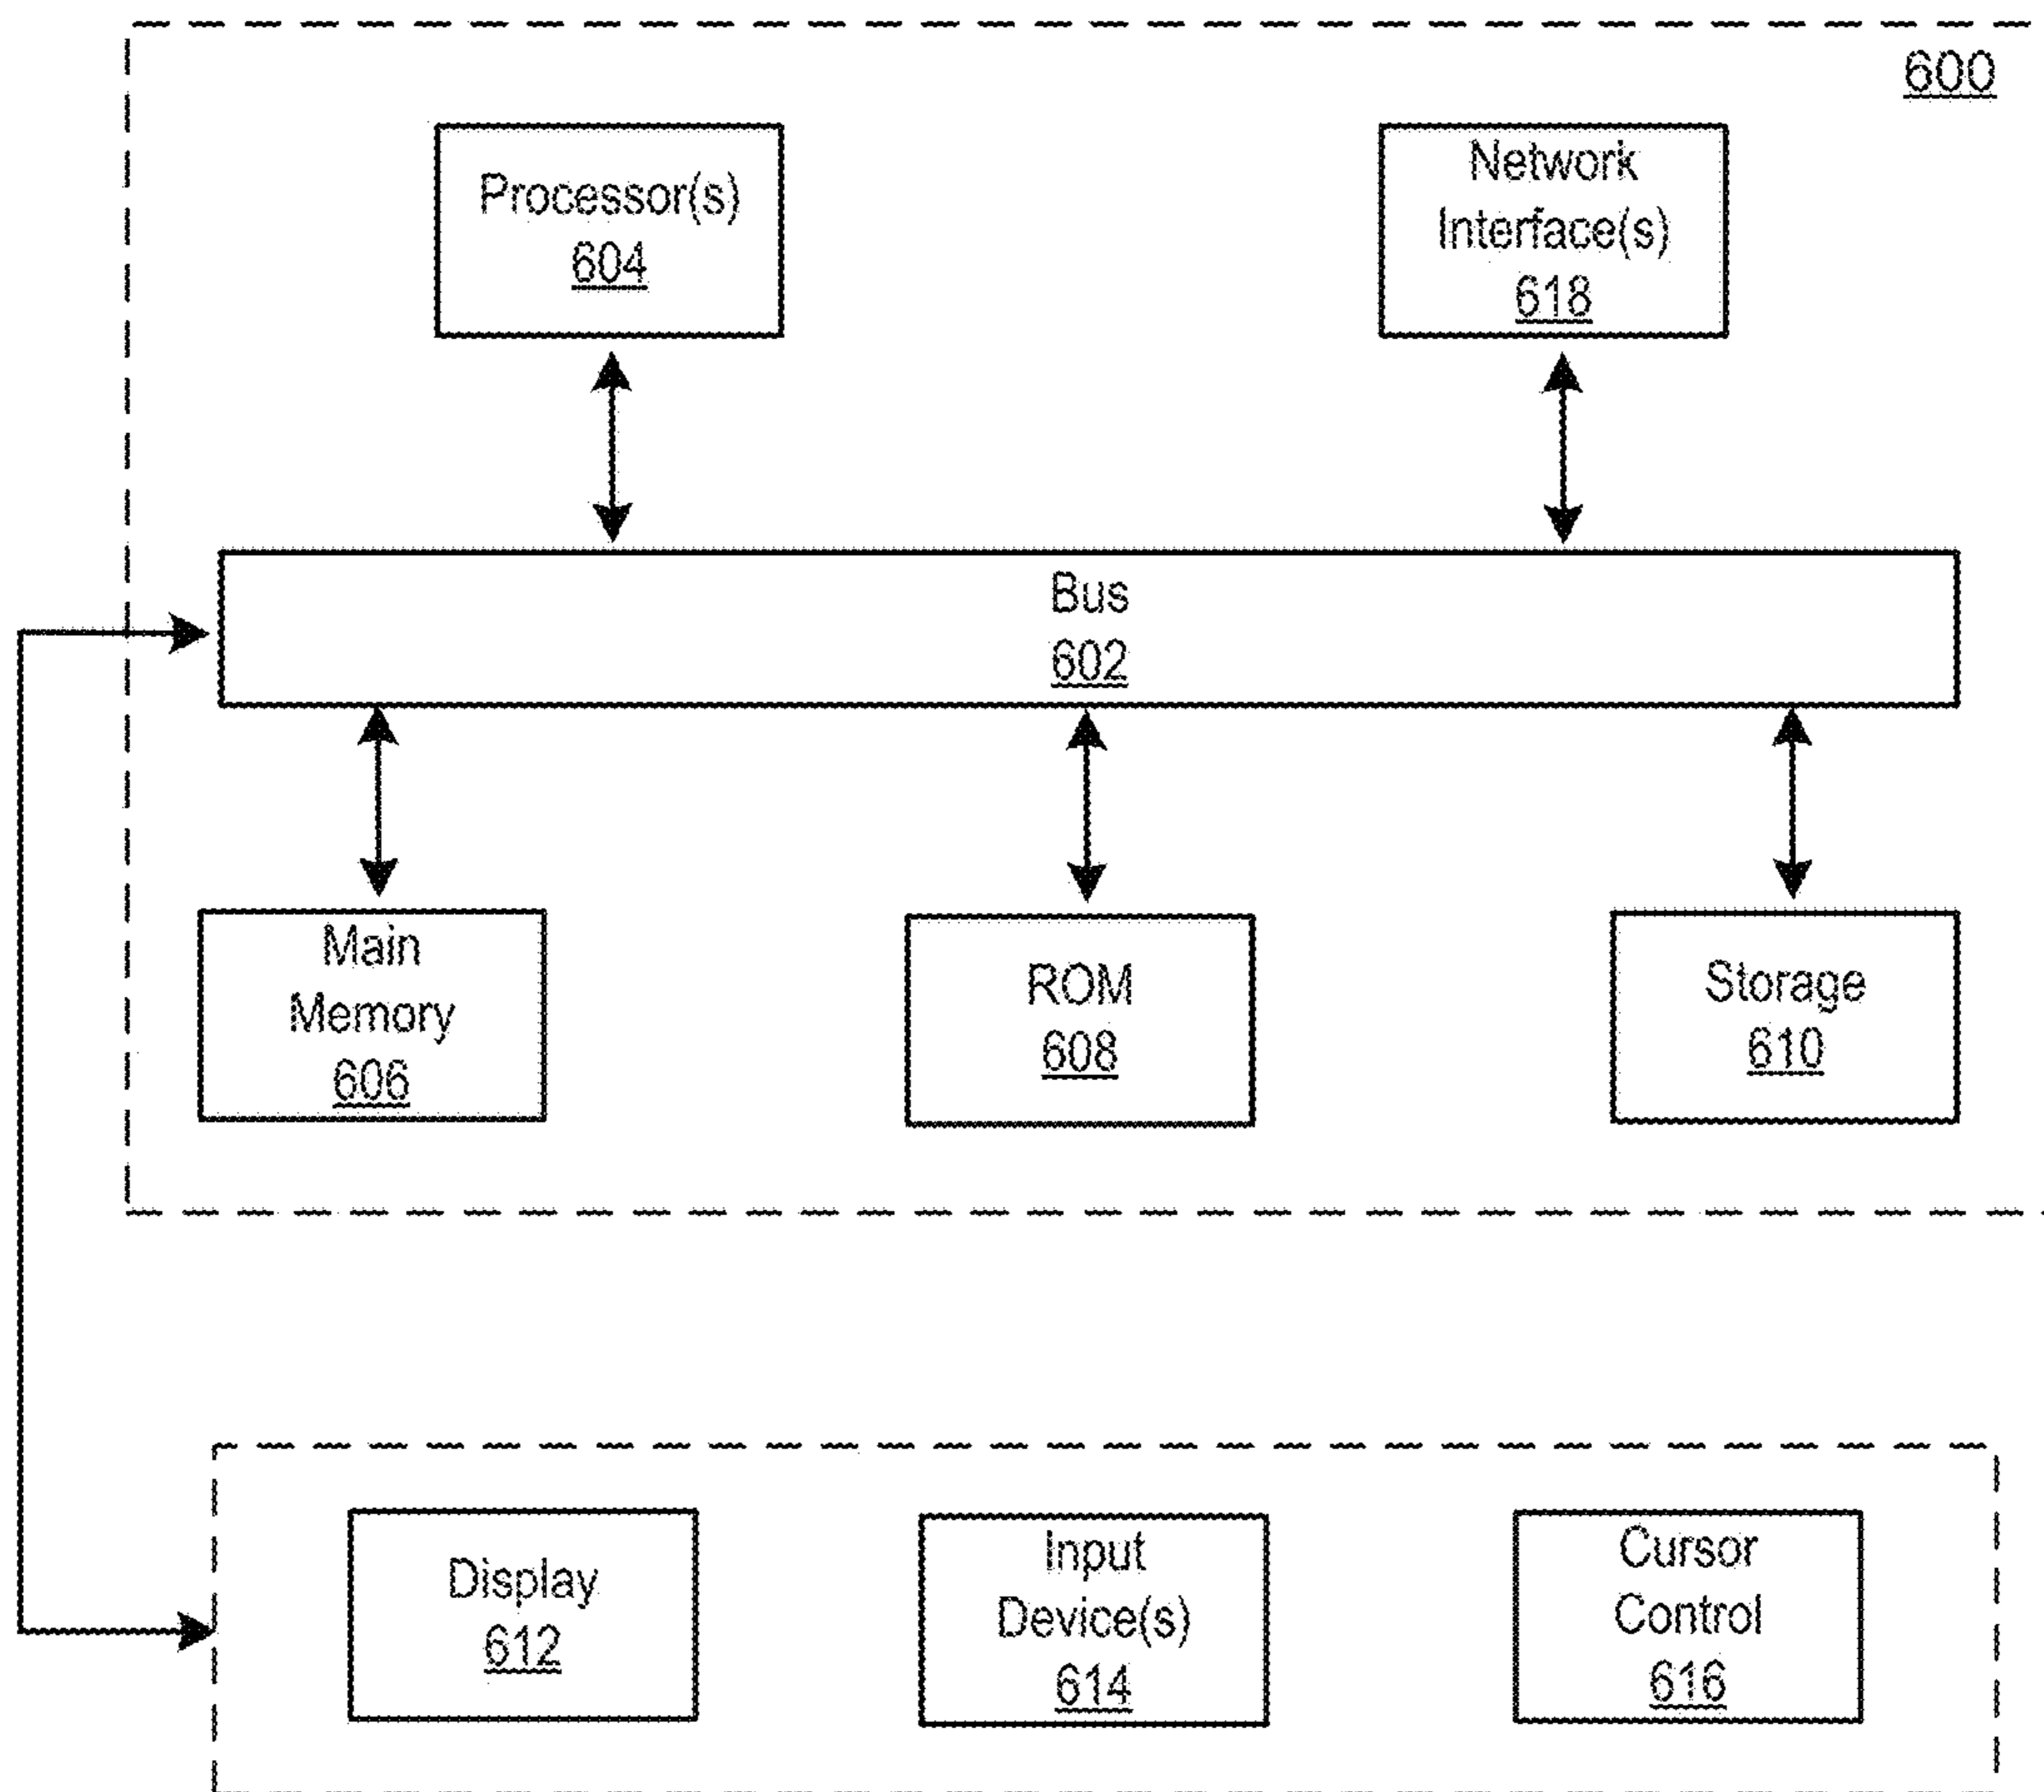 600
Processor(s)
604
Network
Interface(s)
618
Bus
602
Main
Memory
606
ROM
608
Storage
610
Display
612
Input
Device(s)
614
Cursor
Control
616